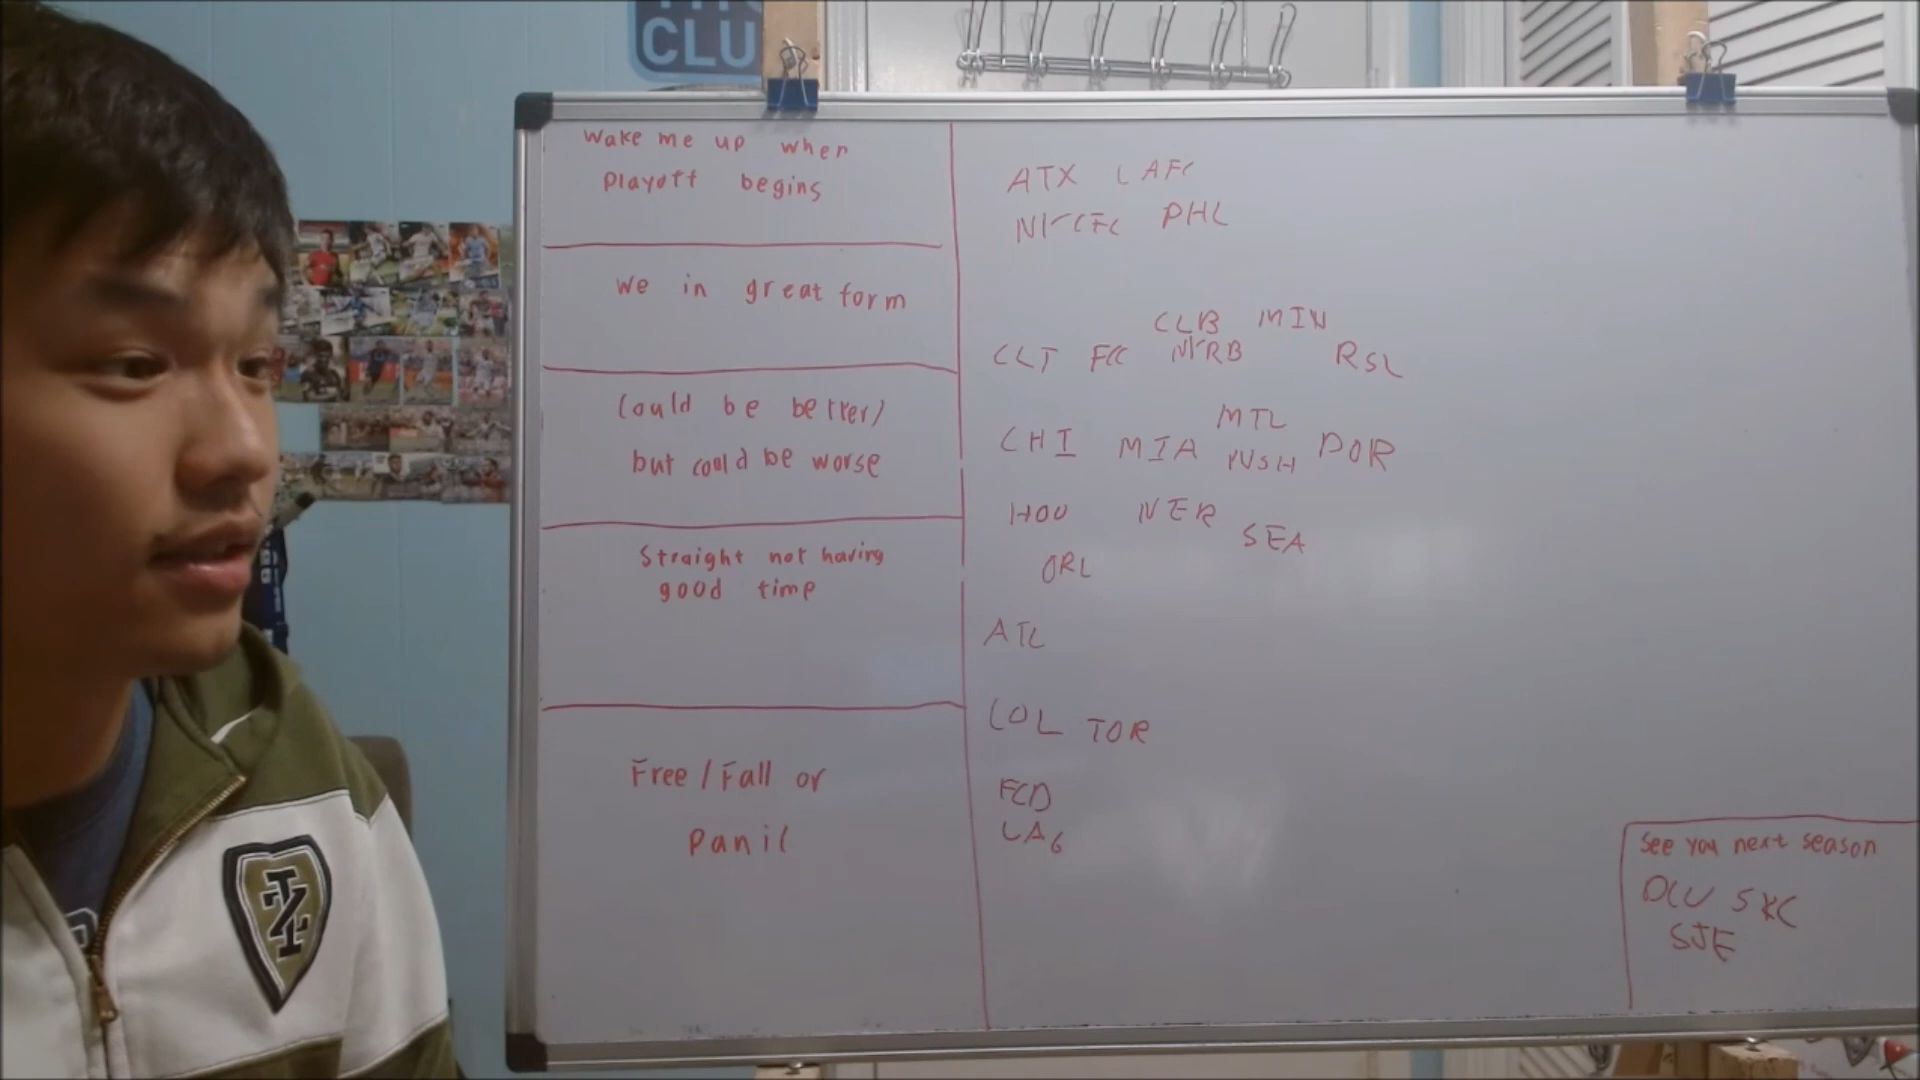 CLU
Wake me up when
Playoff begins
ATX LAFC
NYCFC PHL
we in great form
CLB MIN
CLT FCC NYRB RSL
Could be better/
but could be worse
MTL
CHI MIA NSH POR
HOU NER
SEA
ORL
Straight not having
good time
ATL
COL TOR
Free/Fall or
Panic
FCD
LAG
See you next season
DCU SKC
SJE